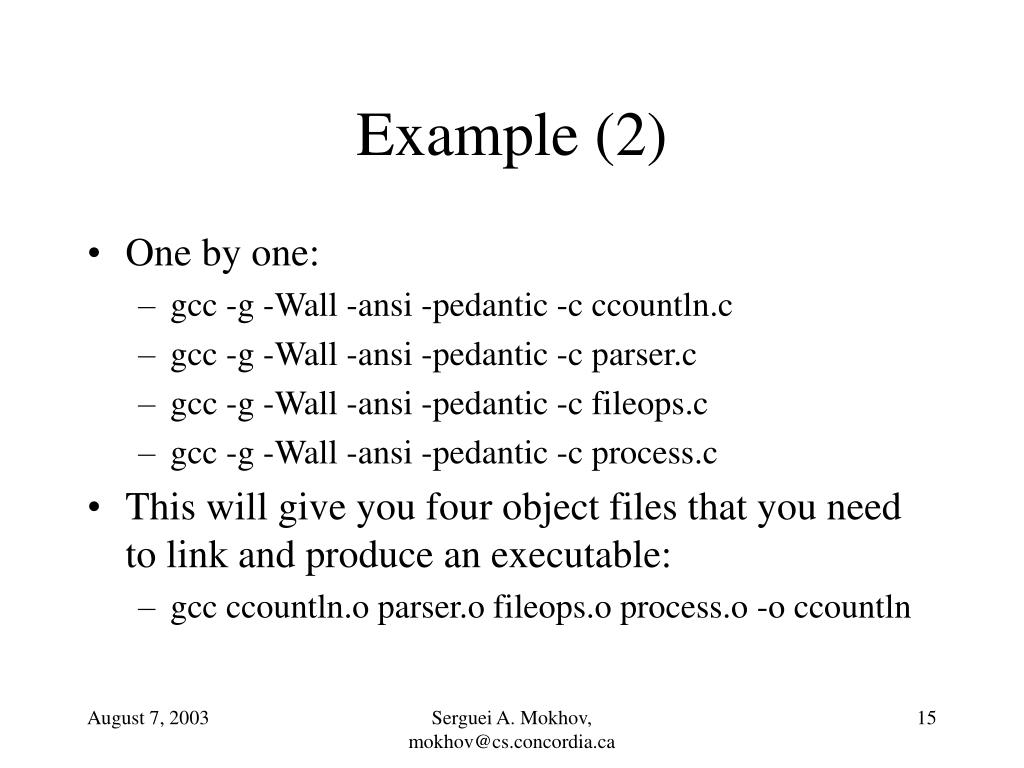 Example (2)
• One by one:
– gcc -g -Wall -ansi -pedantic -c ccountln.c
– gcc -g -Wall -ansi -pedantic -c parser.c
– gcc -g -Wall -ansi -pedantic -c fileops.c
– gcc -g -Wall -ansi -pedantic -c process.c
• This will give you four object files that you need
to link and produce an executable:
– gcc ccountln.o parser.o fileops.o process.o -o ccountln
August 7, 2003
Serguei A. Mokhov,
mokhov@cs.concordia.ca
15